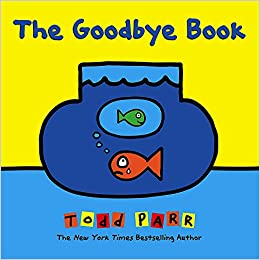 The Goodbye Book
TODD PARR
The New York Times Bestselling Author